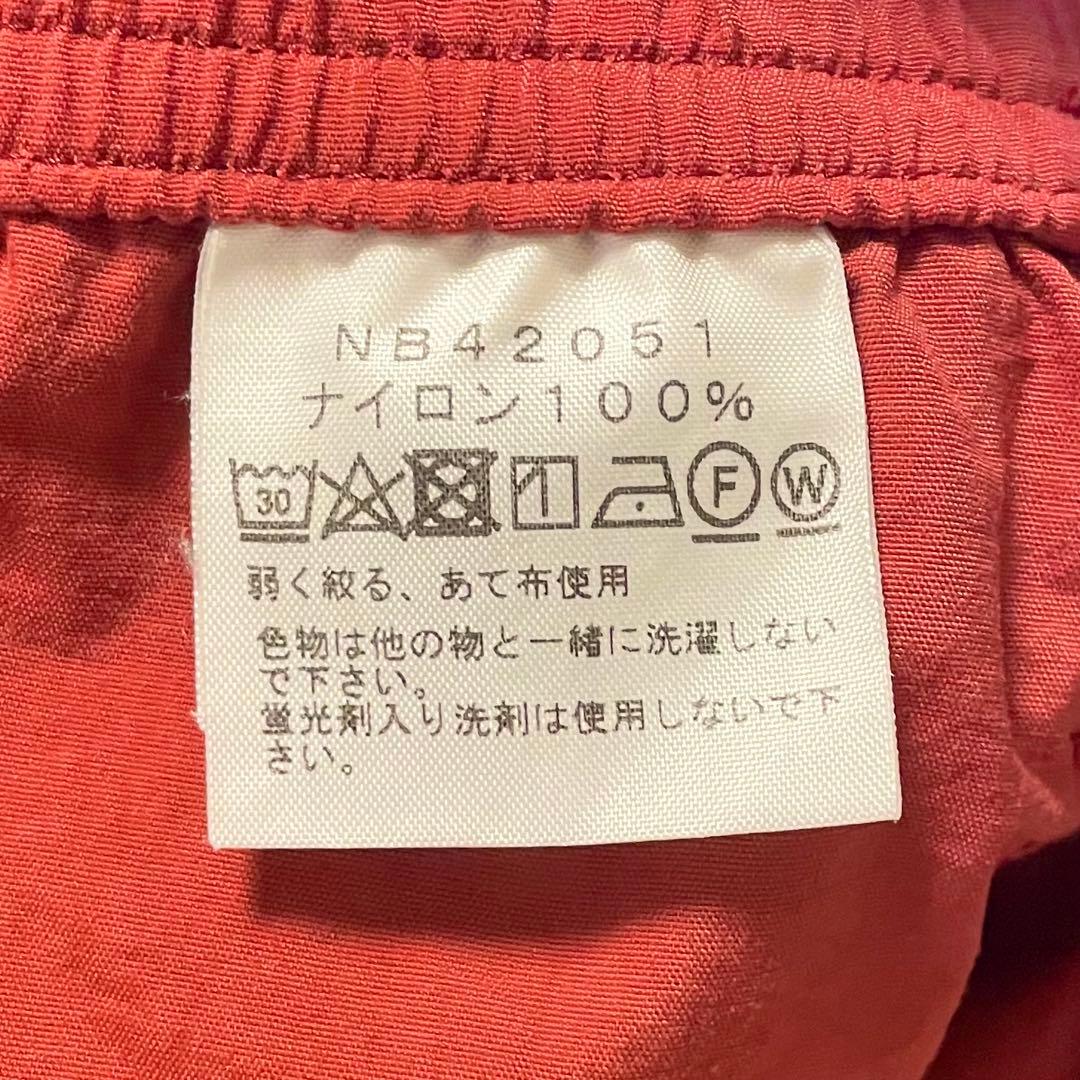 NB42051
ナイロン100%
30 F W
弱く絞る、あて布使用
色物は他の物と一緒に洗濯しない
で下さい。
蛍光剤入り洗剤は使用しないで下
さい。